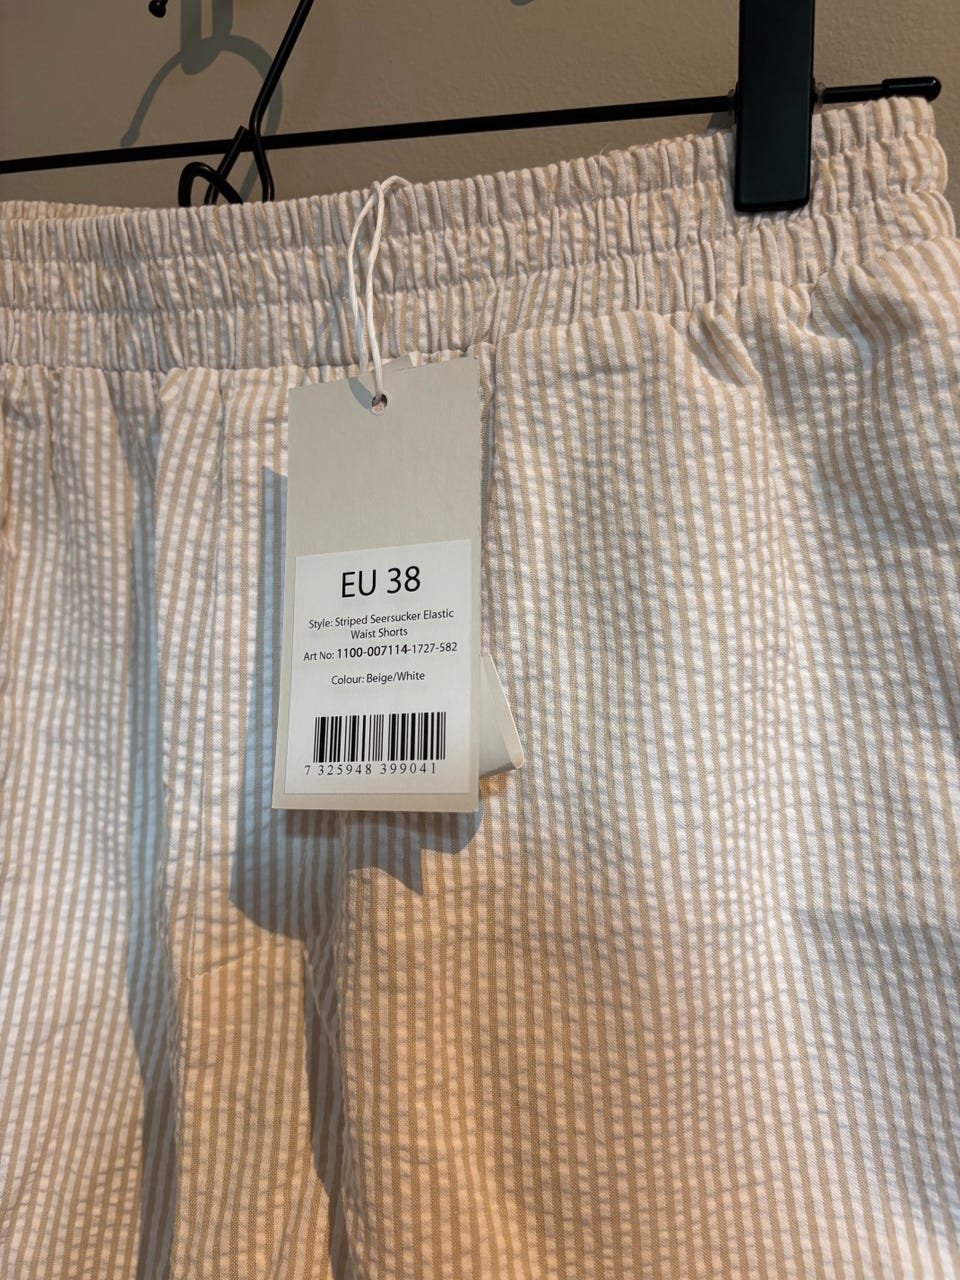 EU 38
Style: Striped Seersucker Elastic
Waist Shorts
Art No: 1100-007114-1727-582
Colour: Beige/White
7 325948 399041